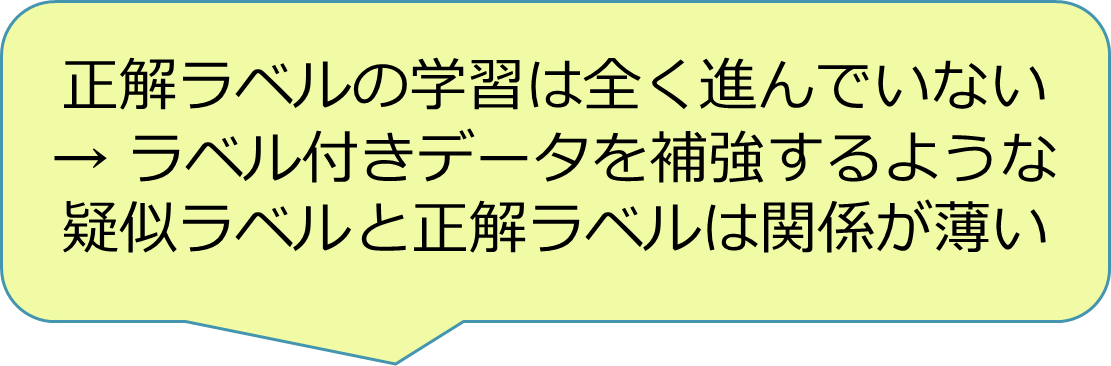 正解ラベルの学習は全く進んでいない
→ ラベル付きデータを補強するような
疑似ラベルと正解ラベルは関係が薄い